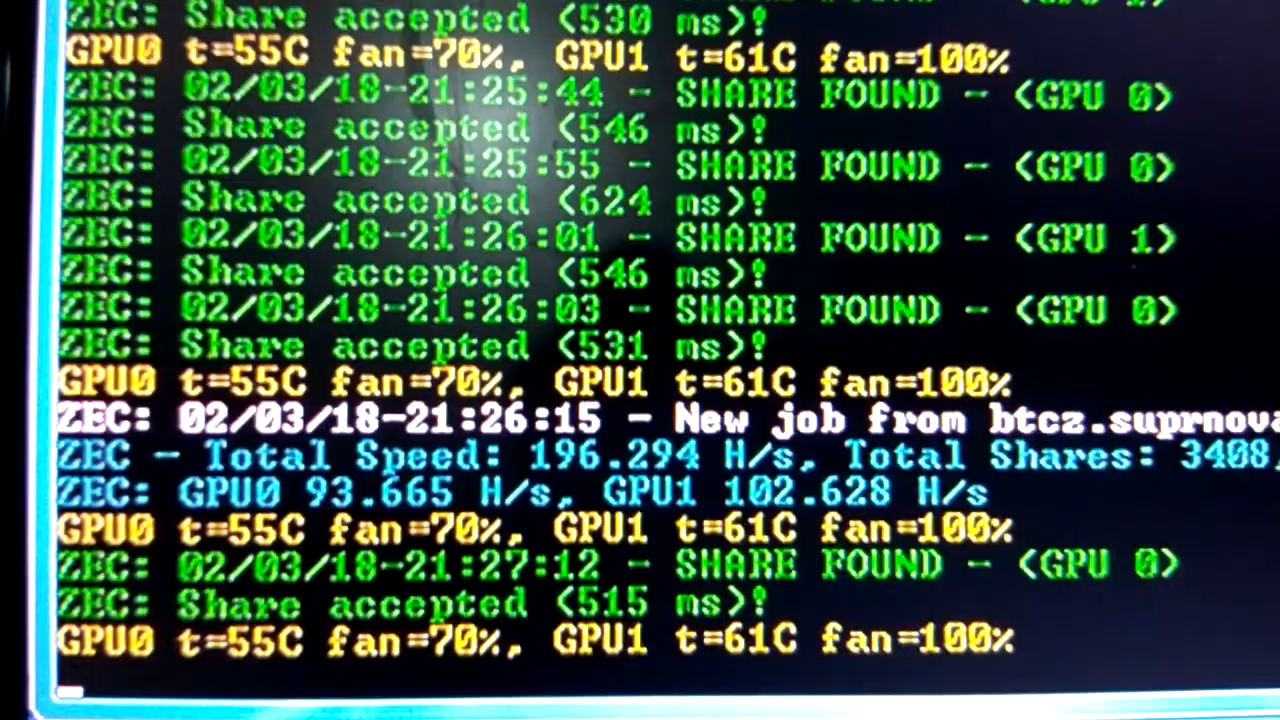 ZEC: Share accepted (530 ms)!
GPU0 t=55C fan=70%, GPU1 t=61C fan=100%
ZEC: 02/03/18-21:25:44 - SHARE FOUND - (GPU 0)
ZEC: Share accepted (546 ms)!
ZEC: 02/03/18-21:25:55 - SHARE FOUND - (GPU 0)
ZEC: Share accepted (624 ms)!
ZEC: 02/03/18-21:26:01 - SHARE FOUND - (GPU 1)
ZEC: Share accepted (546 ms)!
ZEC: 02/03/18-21:26:03 - SHARE FOUND - (GPU 0)
ZEC: Share accepted (531 ms)!
GPU0 t=55C fan=70%, GPU1 t=61C fan=100%
ZEC: 02/03/18-21:26:15 - New job from btcz.suprnova
ZEC - Total Speed: 196.294 H/s, Total Shares: 3408,
ZEC: GPU0 93.665 H/s, GPU1 102.628 H/s
GPU0 t=55C fan=70%, GPU1 t=61C fan=100%
ZEC: 02/03/18-21:27:12 - SHARE FOUND - (GPU 0)
ZEC: Share accepted (515 ms)!
GPU0 t=55C fan=70%, GPU1 t=61C fan=100%